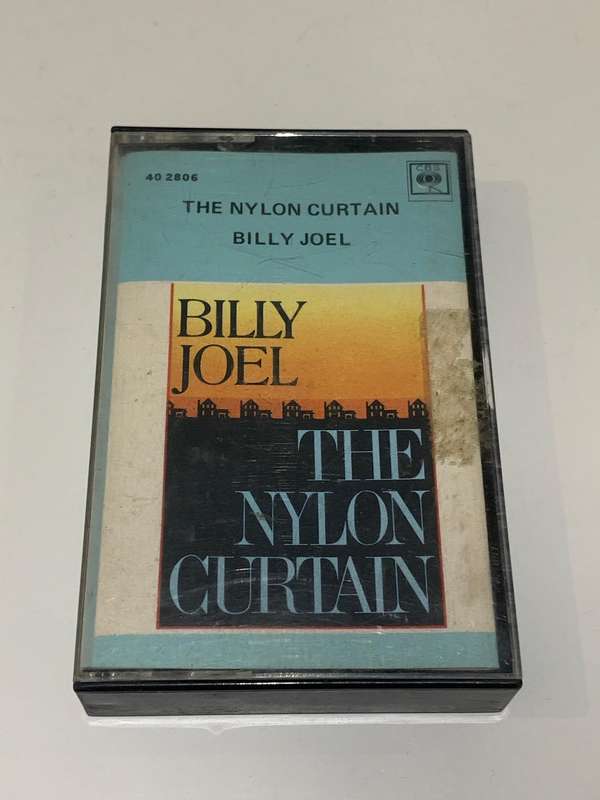 40 2806
CBS
THE NYLON CURTAIN
BILLY JOEL
BILLY
JOEL
THE
NYLON
CURTAIN